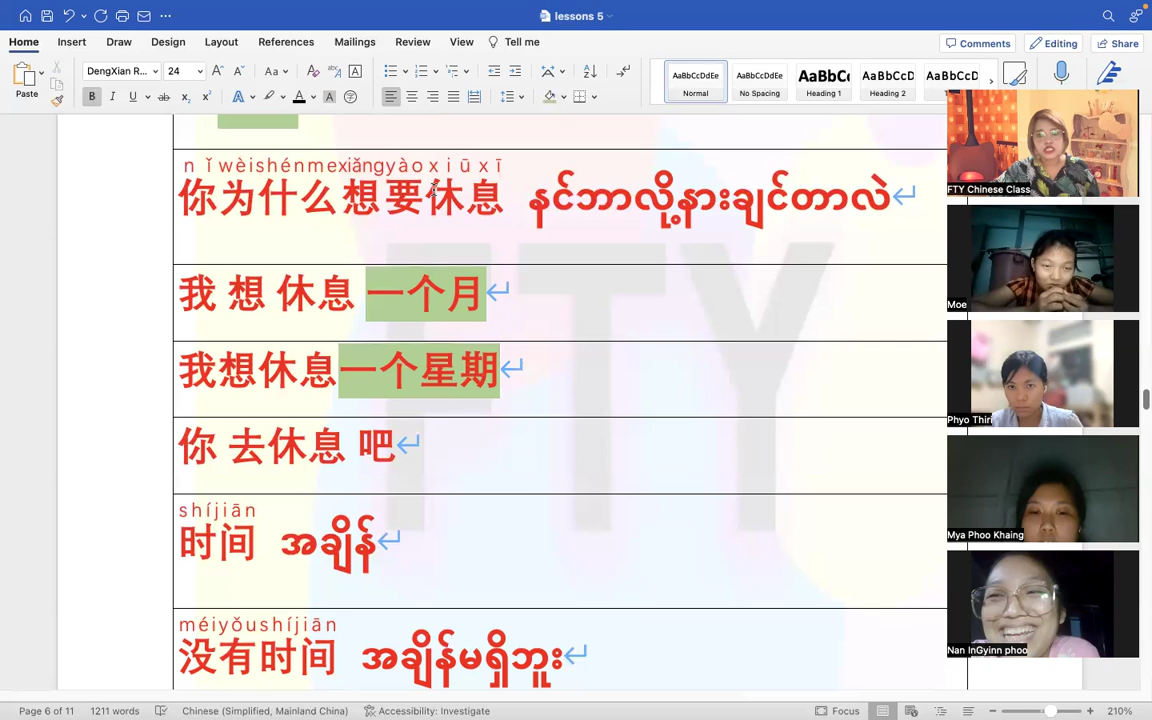 lessons 5
Home Insert Draw Design Layout References Mailings Review View Tell me
Comments Editing Share
Paste
DengXian R... 24
AaBbCcDdEe AaBbCcDdEe AaBbC AaBbCcD AaBbCcD
Normal No Spacing Heading 1 Heading 2
nǐwèishénmexiǎngyàoxiūxī
你为什么想要休息 နင်ဘာလို့နားချင်တာလဲ
我 想 休息 一个月
我想休息一个星期
你 去休息 吧
shíjiān
时间 အချိန်
méiyǒushíjiān
没有时间 အချိန်မရှိဘူး
FTY
FTY Chinese Class
Moe
Phyo Thiri
Mya Phoo Khaing
Nan InGyinn phoo
Page 6 of 11 1211 words Chinese (Simplified, Mainland China) Accessibility: Investigate Focus 210%